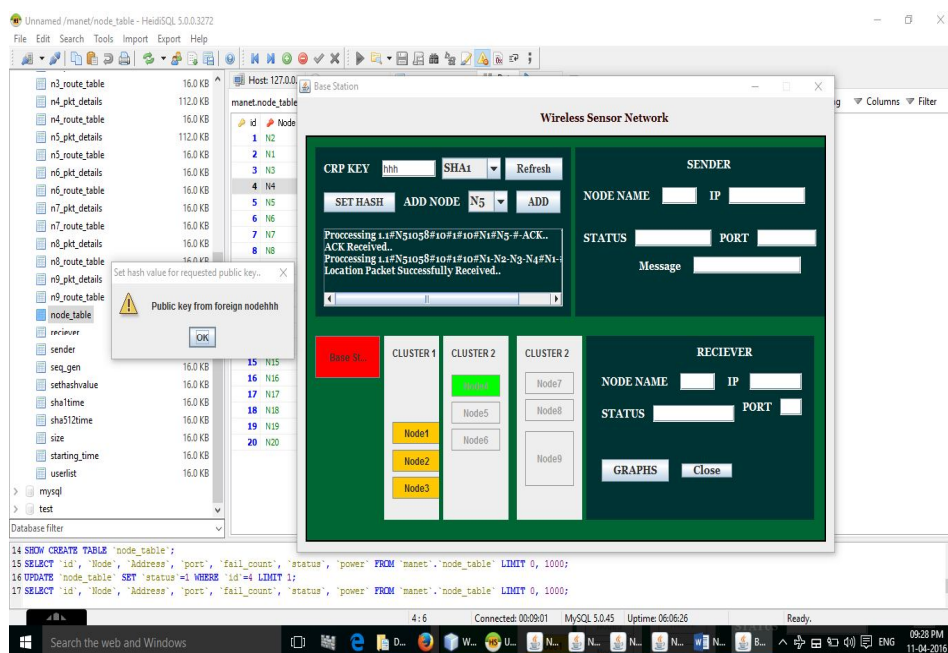 Unnamed /manet/node_table - HeidiSQL 5.0.0.3272
File Edit Search Tools Import Export Help
n3_route_table 16.0 KB
n4_pkt_details 112.0 KB
n4_route_table 16.0 KB
n5_pkt_details 112.0 KB
n5_route_table 16.0 KB
n6_pkt_details 16.0 KB
n6_route_table 16.0 KB
n7_pkt_details 16.0 KB
n7_route_table 16.0 KB
n8_pkt_details 16.0 KB
n8_route_table 16.0 KB
n9_pkt_details
n9_route_table
node_table
reciever
sender
seq_gen 16.0 KB
sethashvalue 16.0 KB
sha1time 16.0 KB
sha512time 16.0 KB
size 16.0 KB
starting_time 16.0 KB
userlist 16.0 KB
mysql
test
Database filter
Host: 127.0.0.
manet.node_table
id Node
1 N2
2 N1
3 N3
4 N4
5 N5
6 N6
7 N7
8 N8
15 N15
16 N16
17 N17
18 N18
19 N19
20 N20
Columns Filter
Set hash value for requested public key..
Public key from foreign nodehhh
OK
Base Station
Wireless Sensor Network
CRP KEY hhh SHA1 Refresh
SET HASH ADD NODE N5 ADD
Proccessing 1.1#N51058#10#1#10#N1#N5-#-ACK..
ACK Received..
Proccessing 1.1#N51058#10#1#10#N1-N2-N3-N4#N1-
Location Packet Successfully Received..
SENDER
NODE NAME IP
STATUS PORT
Message
Base St...
CLUSTER 1
Node1
Node2
Node3
CLUSTER 2
Node5
Node6
CLUSTER 2
Node7
Node8
Node9
RECIEVER
NODE NAME IP
STATUS PORT
GRAPHS Close
14 SHOW CREATE TABLE `node_table`;
15 SELECT `id`, `Node`, `Address`, `port`, `fail_count`, `status`, `power` FROM `manet`.`node_table` LIMIT 0, 1000;
16 UPDATE `node_table` SET `status`=1 WHERE `id`=4 LIMIT 1;
17 SELECT `id`, `Node`, `Address`, `port`, `fail_count`, `status`, `power` FROM `manet`.`node_table` LIMIT 0, 1000;
4 : 6 Connected: 00:09:01 MySQL 5.0.45 Uptime: 06:06:26 Ready.
Search the web and Windows
D... W... U... N... N... N... N... B... ENG
09:28 PM
11-04-2016